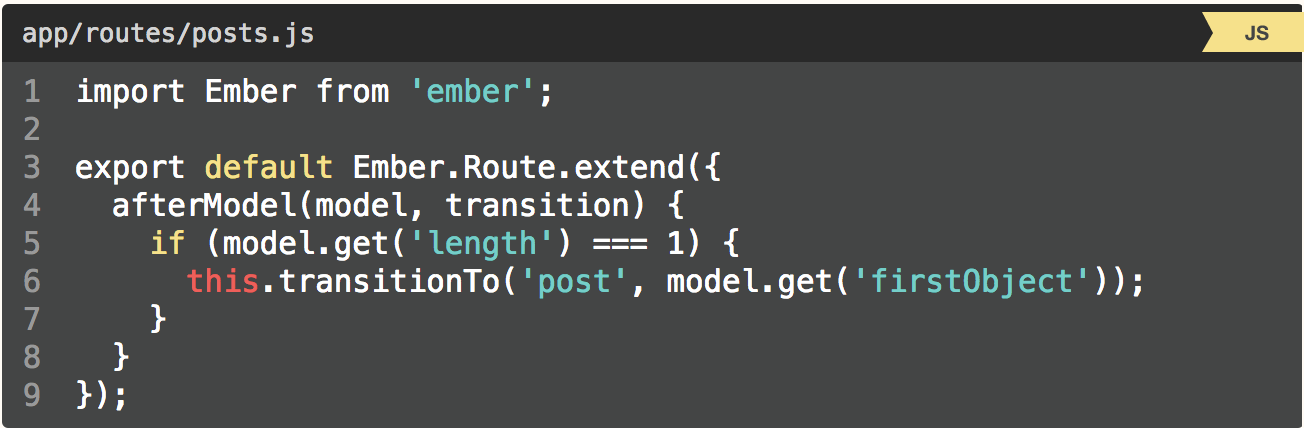 app/routes/posts.js JS
1 import Ember from 'ember';
2
3 export default Ember.Route.extend({
4   afterModel(model, transition) {
5     if (model.get('length') === 1) {
6       this.transitionTo('post', model.get('firstObject'));
7     }
8   }
9 });